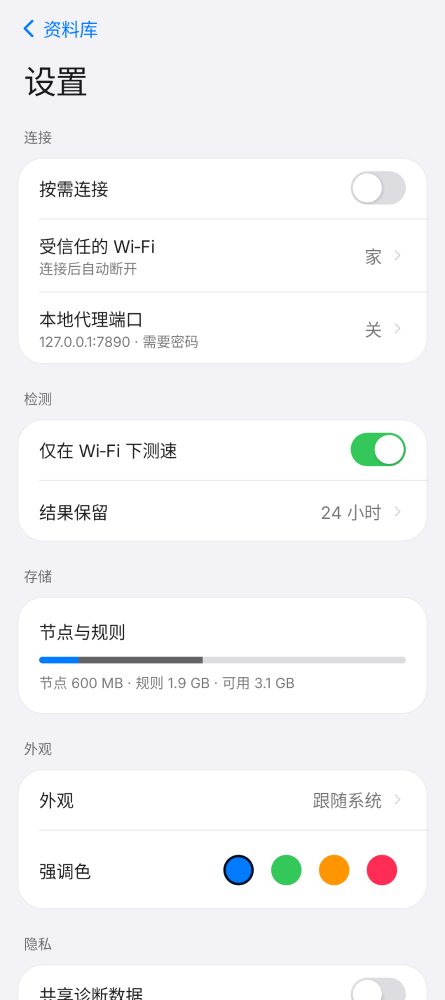 资料库
设置
连接
按需连接
受信任的 Wi-Fi
家
连接后自动断开
本地代理端口
关
127.0.0.1:7890 · 需要密码
检测
仅在 Wi-Fi 下测速
结果保留
24 小时
存储
节点与规则
节点 600 MB · 规则 1.9 GB · 可用 3.1 GB
外观
外观
跟随系统
强调色
隐私
共享诊断数据